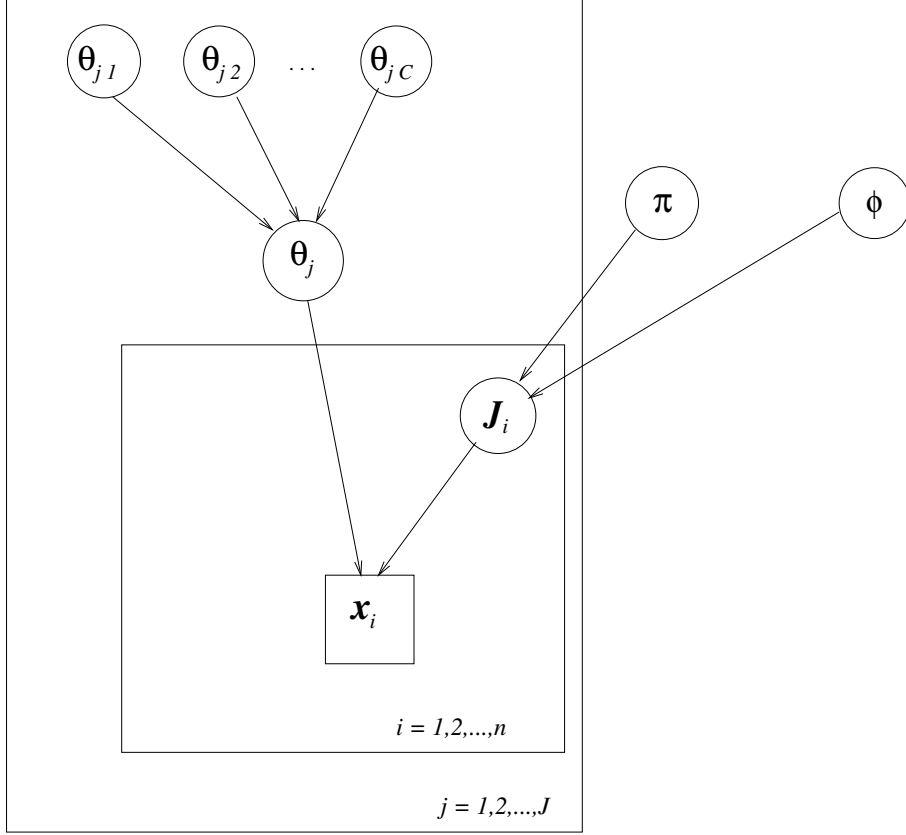 θj 1 θj 2 ... θj C
π ϕ
θj
Ji
xi
i = 1,2,...,n
j = 1,2,...,J